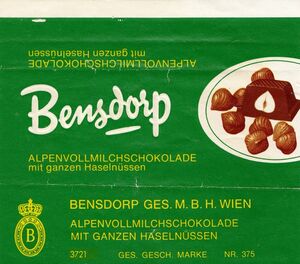 ALPENVOLLMILCHSCHOKOLADE
mit ganzen Haselnüssen
Bensdorp
ALPENVOLLMILCHSCHOKOLADE
mit ganzen Haselnüssen
BENSDORP GES. M. B. H. WIEN
ALPENVOLLMILCHSCHOKOLADE
MIT GANZEN HASELNÜSSEN
B
3721 GES. GESCH. MARKE NR. 375